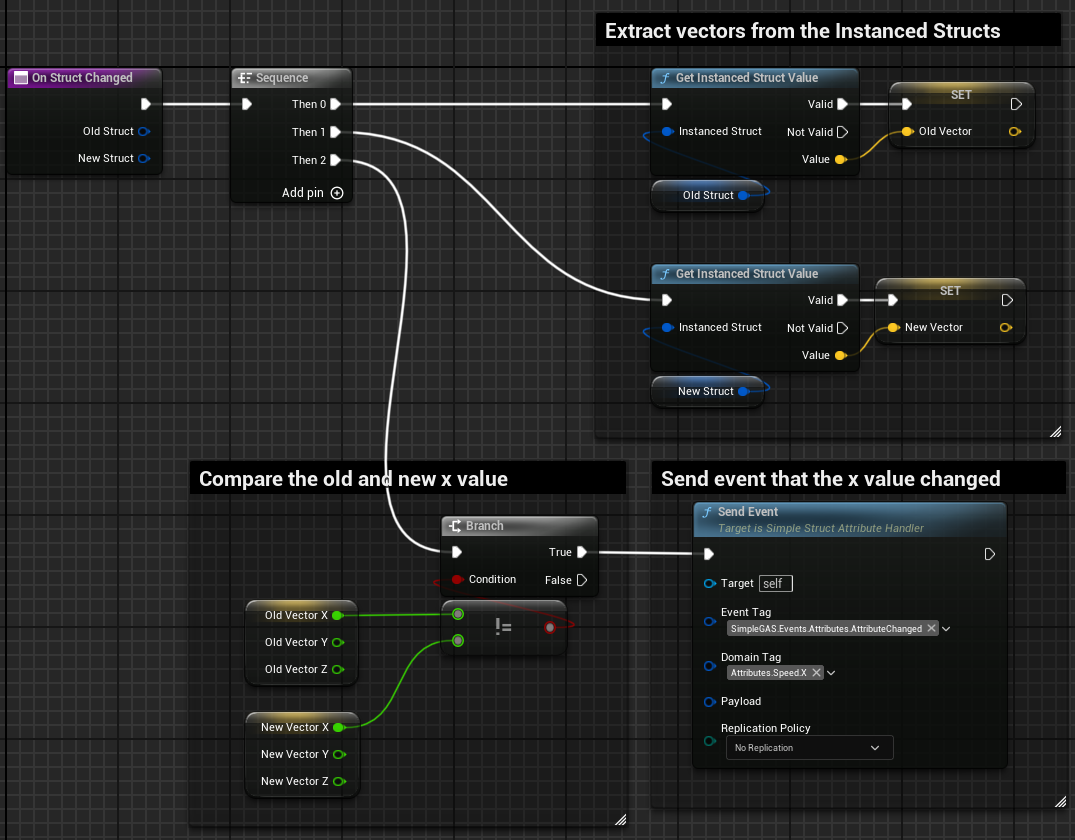 Extract vectors from the Instanced Structs
On Struct Changed
Old Struct
New Struct
Sequence
Then 0
Then 1
Then 2
Add pin
Get Instanced Struct Value
Valid
Instanced Struct
Not Valid
Value
Old Struct
SET
Old Vector
Get Instanced Struct Value
Valid
Instanced Struct
Not Valid
Value
New Struct
SET
New Vector
Compare the old and new x value
Branch
True
Condition
False
Old Vector X
Old Vector Y
Old Vector Z
!=
New Vector X
New Vector Y
New Vector Z
Send event that the x value changed
Send Event
Target is Simple Struct Attribute Handler
Target
self
Event Tag
SimpleGAS.Events.Attributes.AttributeChanged
Domain Tag
Attributes.Speed.X
Payload
Replication Policy
No Replication